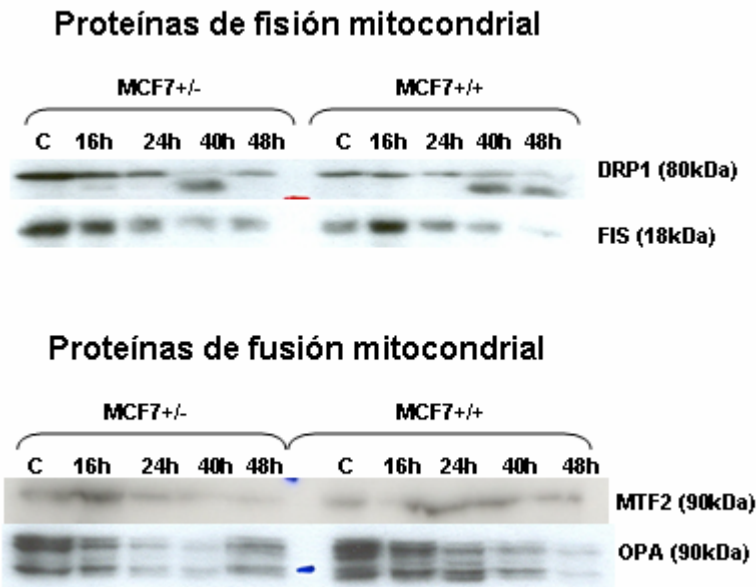 Proteínas de fisión mitocondrial
MCF7+/- MCF7+/+
C 16h 24h 40h 48h C 16h 24h 40h 48h
DRP1 (80kDa)
FIS (18kDa)
Proteínas de fusión mitocondrial
MCF7+/- MCF7+/+
C 16h 24h 40h 48h C 16h 24h 40h 48h
MTF2 (90kDa)
OPA (90kDa)